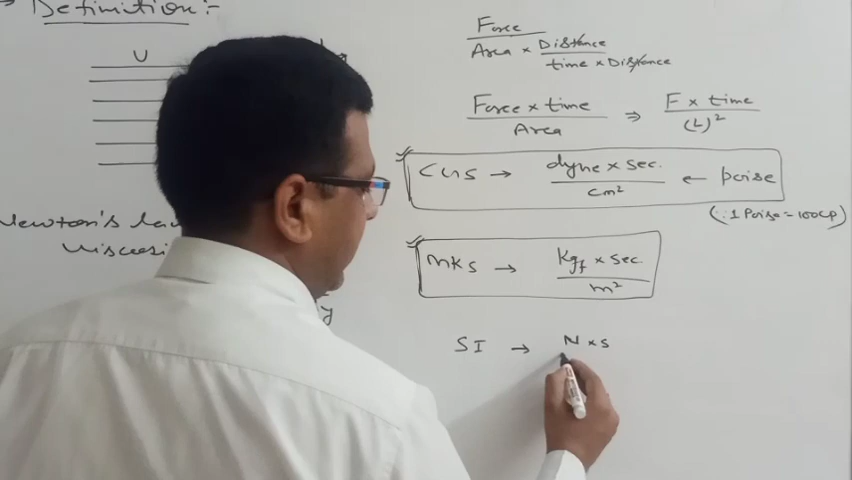 → Definition:-
U
Newton's
Viscosi
y
Force
Area × Distance
time × Distance
Force × time
Area
⇒ F × time
(L)²
CGS → dyne × sec.
cm²
← poise
(∵ 1 Poise = 100cP)
MKS → Kgf × sec.
m²
SI → N × s